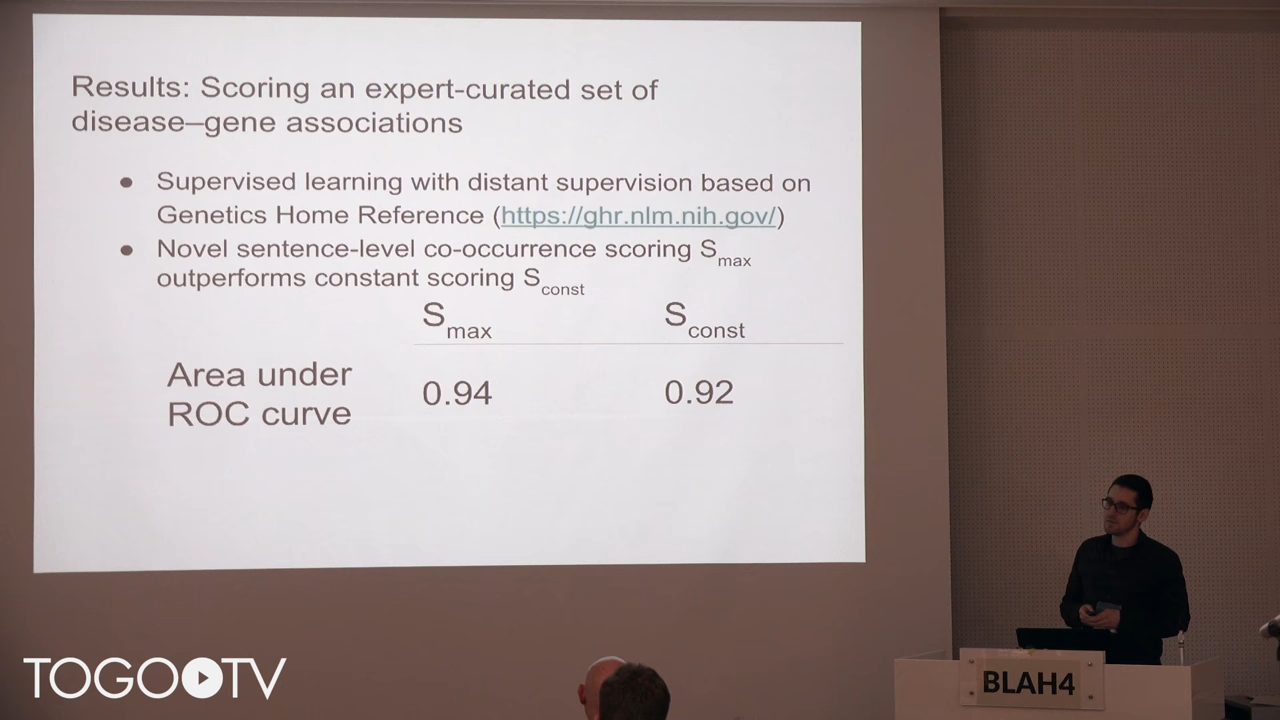 Results: Scoring an expert-curated set of
disease–gene associations
● Supervised learning with distant supervision based on
Genetics Home Reference (https://ghr.nlm.nih.gov/)
● Novel sentence-level co-occurrence scoring Smax
outperforms constant scoring Sconst
Smax Sconst
Area under
ROC curve
0.94 0.92
TOGOTV
BLAH4